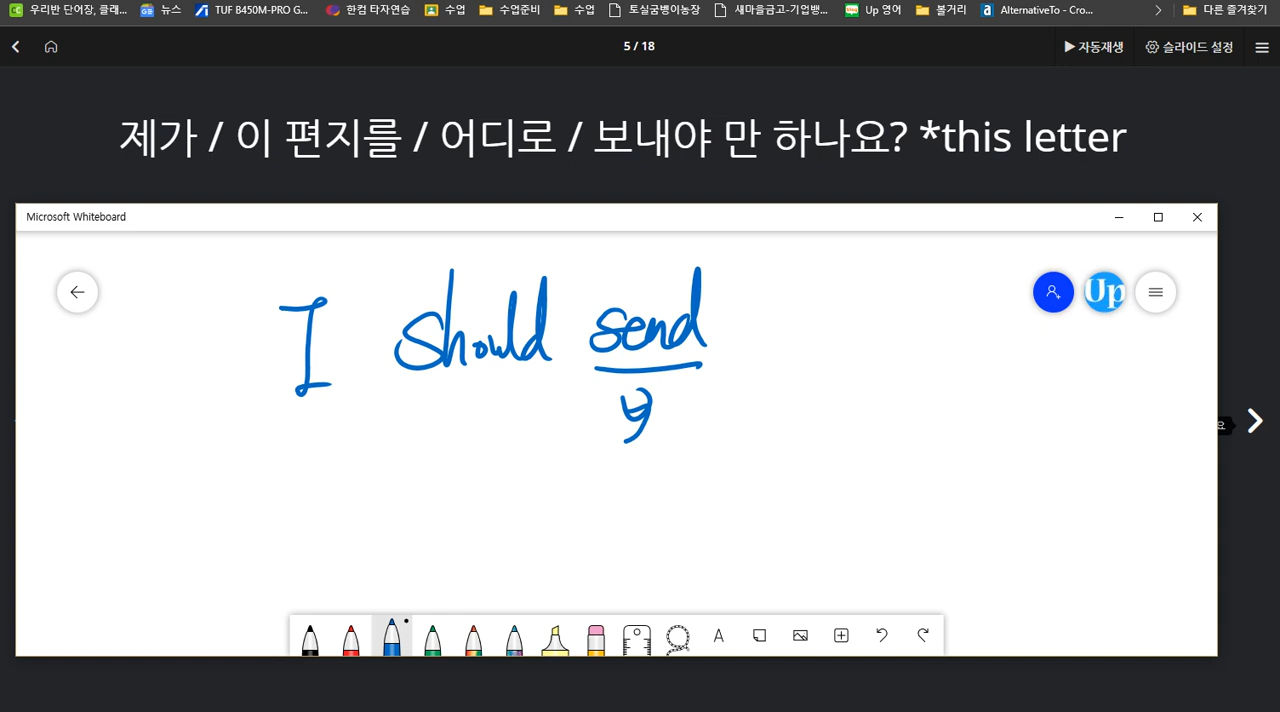 우리반 단어장, 클래... 뉴스 TUF B450M-PRO G... 한컴 타자연습 수업 수업준비 수업 토실굼벵이농장 새마을금고-기업뱅... Up 영어 볼거리 AlternativeTo - Cro... 다른 즐겨찾기
5 / 18 자동재생 슬라이드 설정
제가 / 이 편지를 / 어디로 / 보내야 만 하나요? *this letter
Microsoft Whiteboard
Up
I should send
요